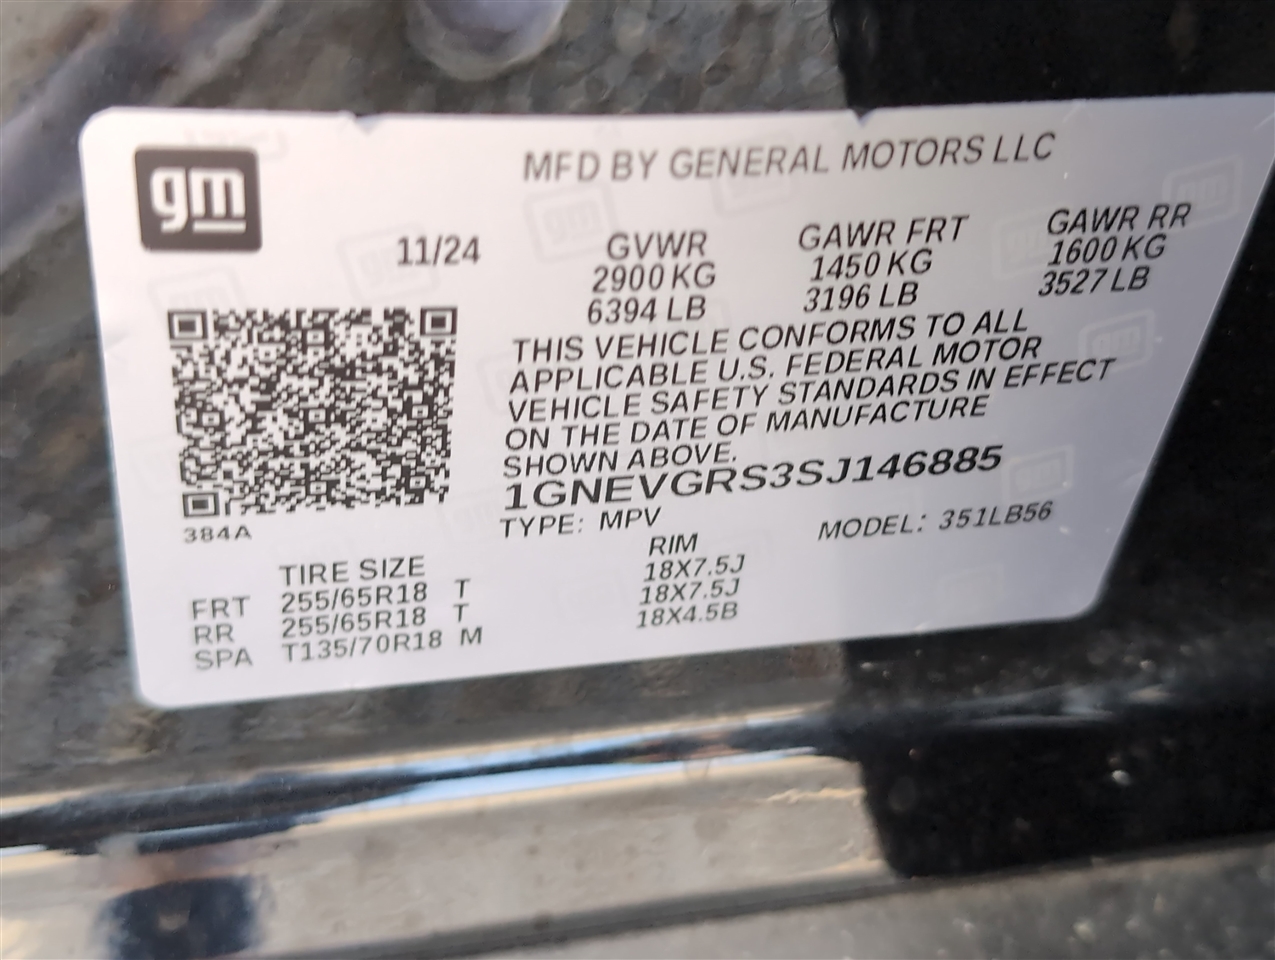 gm
MFD BY GENERAL MOTORS LLC
11/24 GVWR GAWR FRT GAWR RR
2900 KG 1450 KG 1600 KG
6394 LB 3196 LB 3527 LB
THIS VEHICLE CONFORMS TO ALL
APPLICABLE U.S. FEDERAL MOTOR
VEHICLE SAFETY STANDARDS IN EFFECT
ON THE DATE OF MANUFACTURE
SHOWN ABOVE.
1GNEVGRS3SJ146885
TYPE: MPV MODEL: 351LB56
384A
TIRE SIZE RIM
FRT 255/65R18 T 18X7.5J
RR 255/65R18 T 18X7.5J
SPA T135/70R18 M 18X4.5B